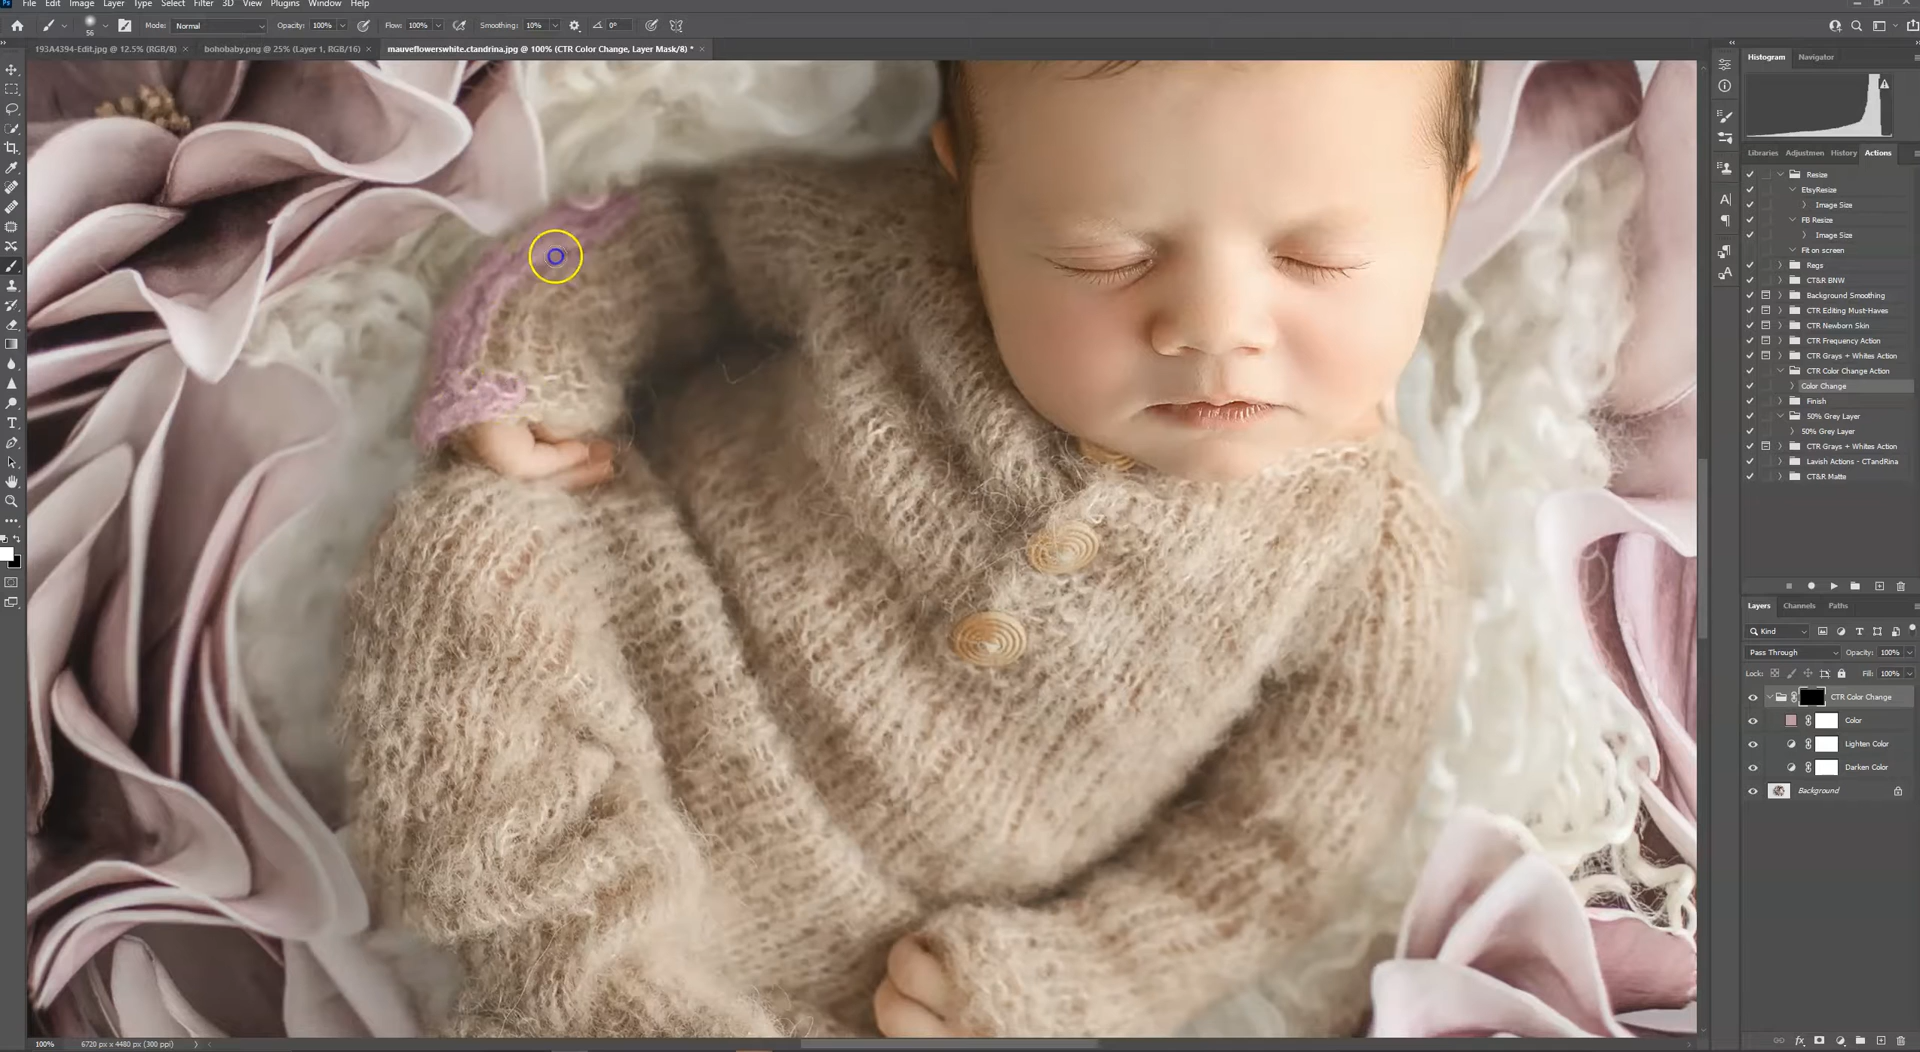 Ps File Edit Image Layer Type Select Filter 3D View Plugins Window Help
56 Mode: Normal Opacity: 100% Flow: 100% Smoothing: 10% 0°
193A4394-Edit.jpg @ 12.5% (RGB/8) × bohobaby.png @ 25% (Layer 1, RGB/16) × mauveflowerswhite.ctandrina.jpg @ 100% (CTR Color Change, Layer Mask/8) * ×
Histogram Navigator
Libraries Adjustmen History Actions
Resize
EtsyResize
Image Size
FB Resize
Image Size
Fit on screen
Regs
CT&R BNW
Background Smoothing
CTR Editing Must-Haves
CTR Newborn Skin
CTR Frequency Action
CTR Grays + Whites Action
CTR Color Change Action
Color Change
Finish
50% Grey Layer
50% Grey Layer
CTR Grays + Whites Action
Lavish Actions - CTandRina
CT&R Matte
Layers Channels Paths
Kind
Pass Through Opacity: 100%
Lock: Fill: 100%
CTR Color Change
Color
Lighten Color
Darken Color
Background
100% 6720 px x 4480 px (300 ppi)